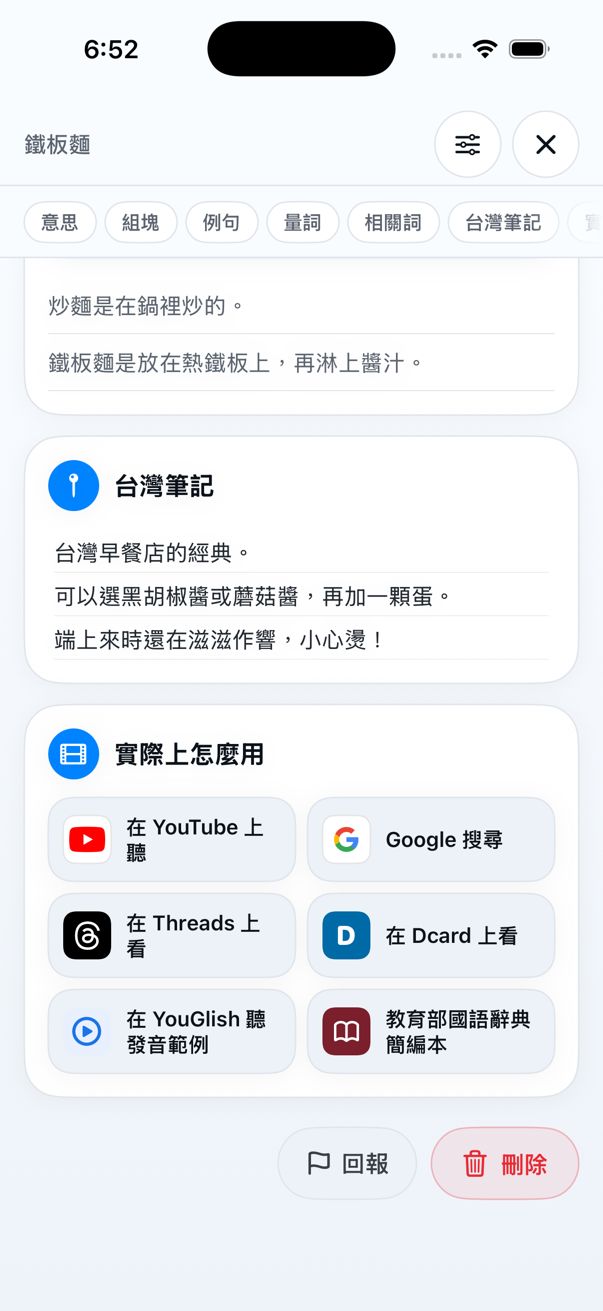 6:52
鐵板麵
意思
組塊
例句
量詞
相關詞
台灣筆記
炒麵是在鍋裡炒的。
鐵板麵是放在熱鐵板上，再淋上醬汁。
台灣筆記
台灣早餐店的經典。
可以選黑胡椒醬或蘑菇醬，再加一顆蛋。
端上來時還在滋滋作響，小心燙！
實際上怎麼用
在 YouTube 上
聽
Google 搜尋
在 Threads 上
看
D
在 Dcard 上看
在 YouGlish 聽
發音範例
教育部國語辭典
簡編本
回報
刪除